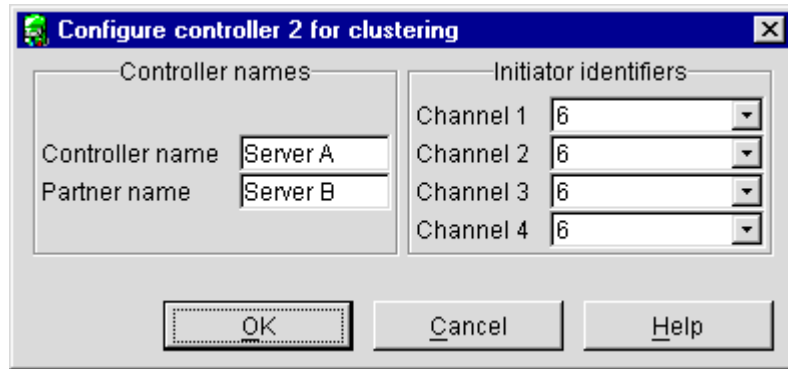 Configure controller 2 for clustering
Controller names
Initiator identifiers
Channel 1 6
Controller name Server A
Channel 2 6
Partner name Server B
Channel 3 6
Channel 4 6
OK Cancel Help